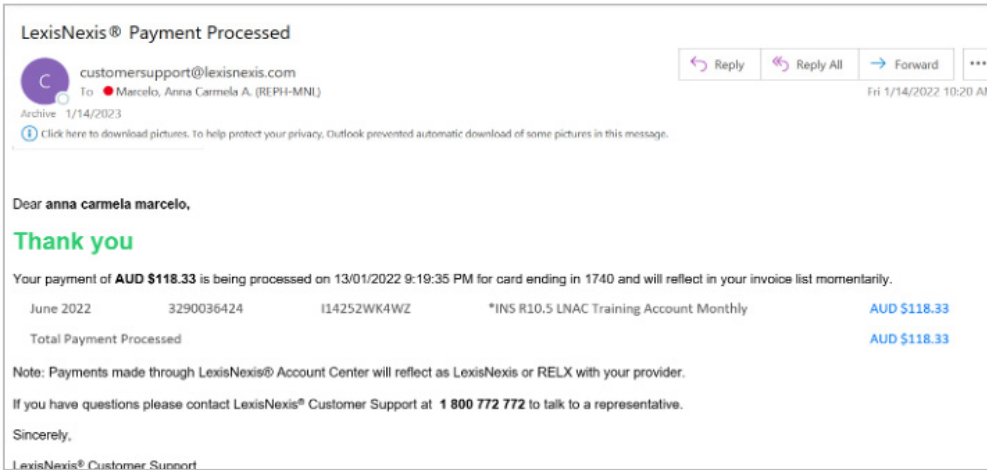 LexisNexis® Payment Processed
C
customersupport@lexisnexis.com
To Marcelo, Anna Carmela A. (REPH-MNL)
Reply
Reply All
Forward
...
Fri 1/14/2022 10:20 AM
Archive 1/14/2023
Click here to download pictures. To help protect your privacy, Outlook prevented automatic download of some pictures in this message.
Dear anna carmela marcelo,
Thank you
Your payment of AUD $118.33 is being processed on 13/01/2022 9:19:35 PM for card ending in 1740 and will reflect in your invoice list momentarily.
June 2022 3290036424 I14252WK4WZ *INS R10.5 LNAC Training Account Monthly AUD $118.33
Total Payment Processed AUD $118.33
Note: Payments made through LexisNexis® Account Center will reflect as LexisNexis or RELX with your provider.
If you have questions please contact LexisNexis® Customer Support at 1 800 772 772 to talk to a representative.
Sincerely,
LexisNexis® Customer Support